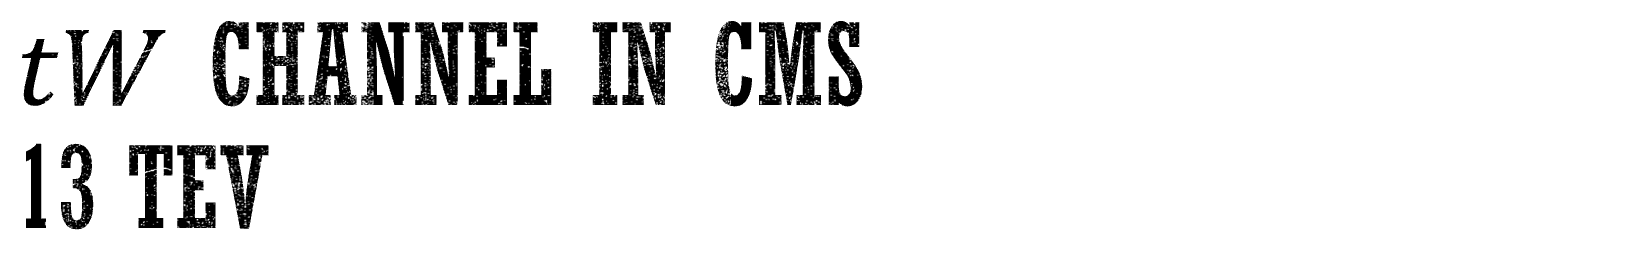 tW CHANNEL IN CMS
13 TEV